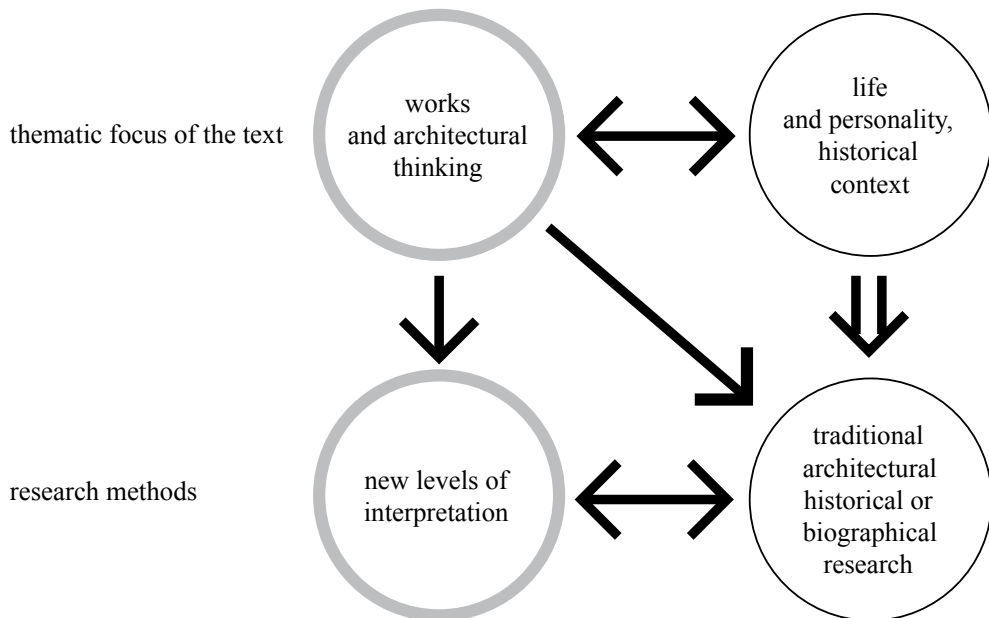 thematic focus of the text
works
and architectural
thinking
life
and personality,
historical
context
research methods
new levels of
interpretation
traditional
architectural
historical or
biographical
research